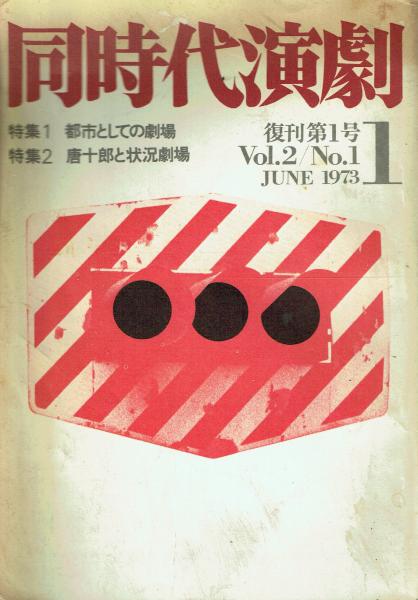 同時代演劇
特集1 都市としての劇場
特集2 唐十郎と状況劇場
復刊第1号
Vol.2/No.1
JUNE 1973
1